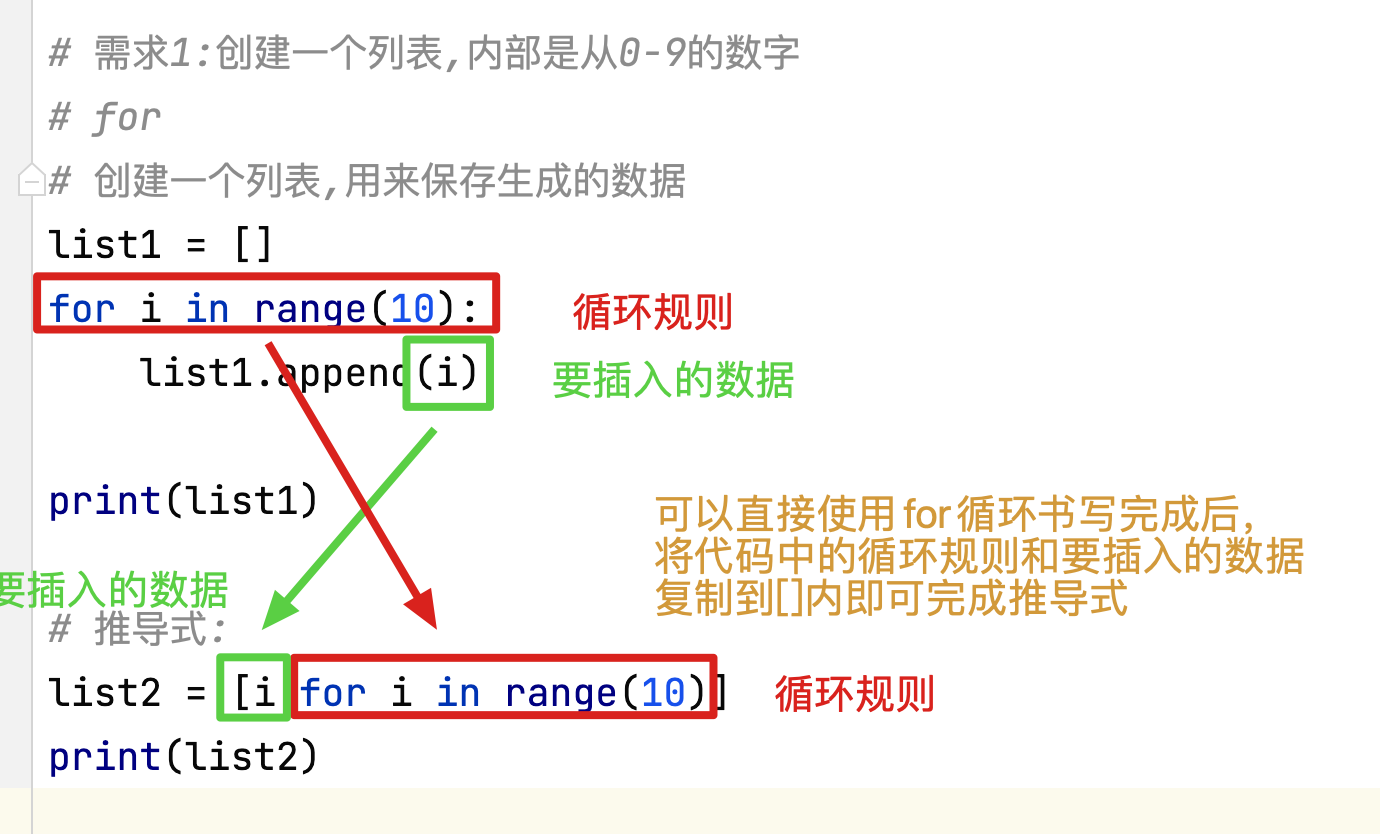 # 需求1:创建一个列表,内部是从0-9的数字
# for
# 创建一个列表,用来保存生成的数据
list1 = []
for i in range(10):
循环规则
list1.append(i)
要插入的数据
print(list1)
可以直接使用for循环书写完成后,
将代码中的循环规则和要插入的数据
复制到[]内即可完成推导式
要插入的数据
# 推导式:
list2 = [i for i in range(10)]
循环规则
print(list2)